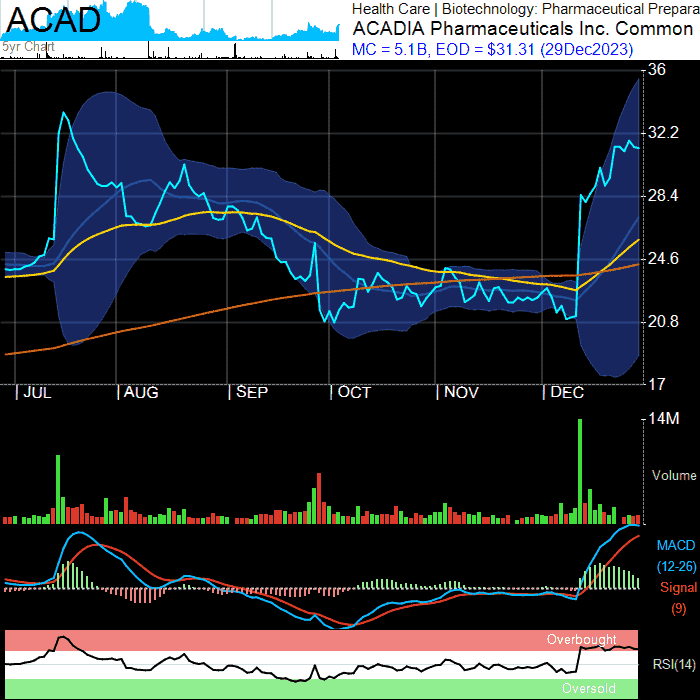 ACAD
5yr Chart
Health Care | Biotechnology: Pharmaceutical Prepara
ACADIA Pharmaceuticals Inc. Common
MC = 5.1B, EOD = $31.31 (29Dec2023)
36
32.2
28.4
24.6
20.8
17
|JUL |AUG |SEP |OCT |NOV |DEC
14M
Volume
MACD
(12-26)
Signal
(9)
Overbought
RSI(14)
Oversold